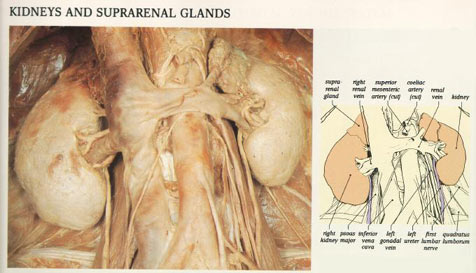 KIDNEYS AND SUPRARENAL GLANDS
supra right superior coeliac renal kidney
renal renal mesenteric artery vein
gland vein artery (cut) (cut)
right psoas inferior left left first quadratus
kidney major vena gonadal ureter lumbar lumborum
cava vein nerve